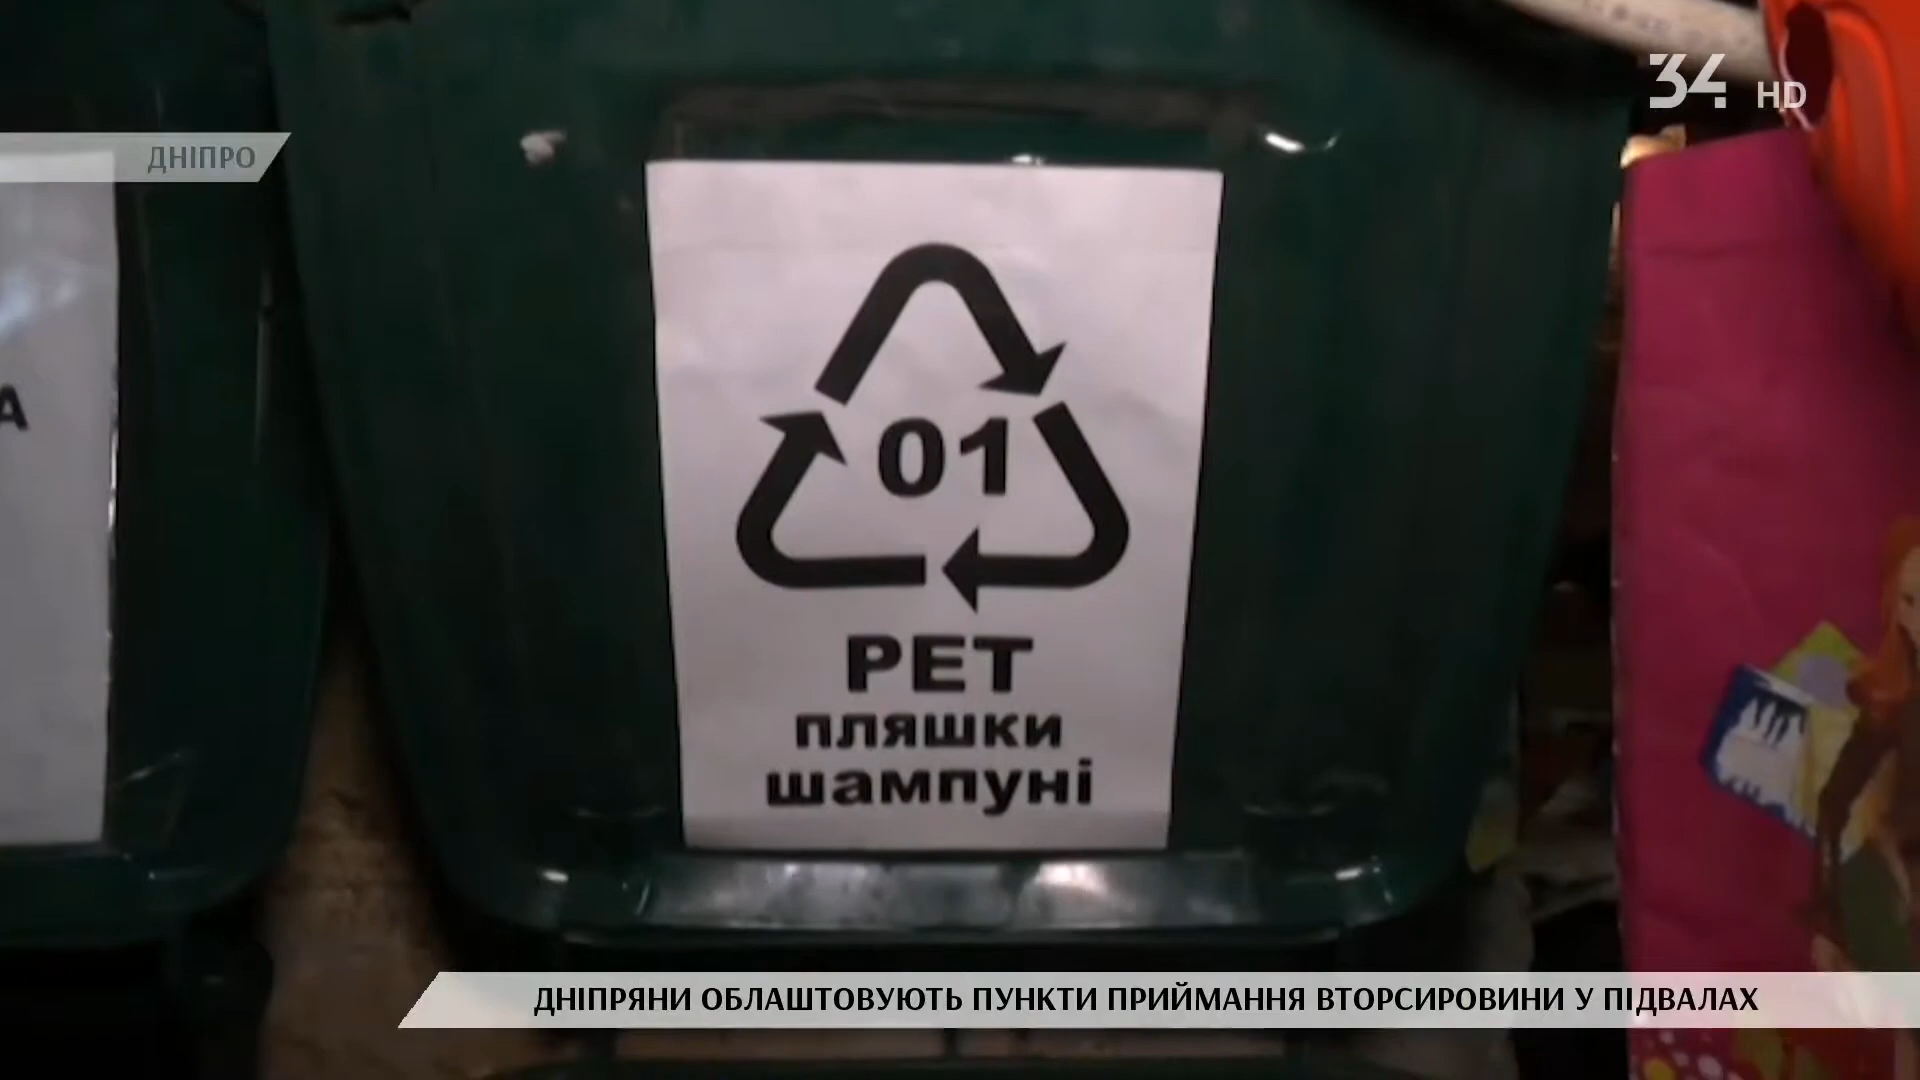 34 HD
ДНІПРО
А
01
PET
пляшки
шампуні
ДНІПРЯНИ ОБЛАШТОВУЮТЬ ПУНКТИ ПРИЙМАННЯ ВТОРСИРОВИНИ У ПІДВАЛАХ